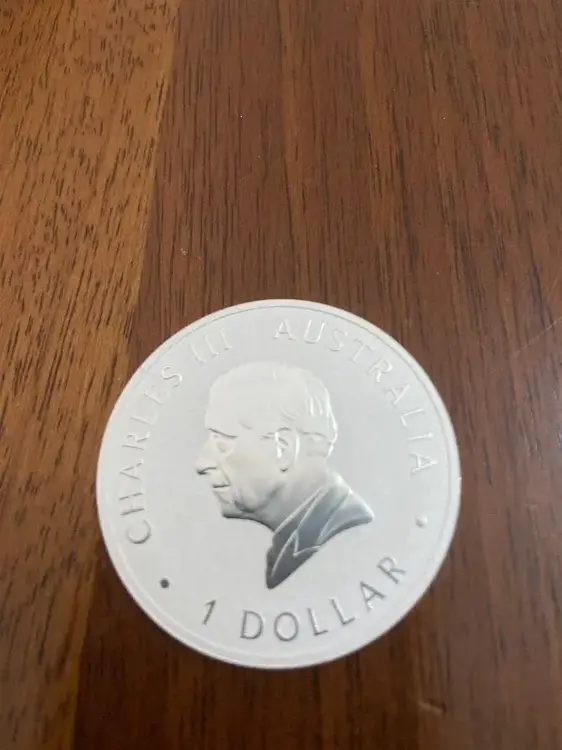 CHARLES III AUSTRALIA
• 1 DOLLAR •